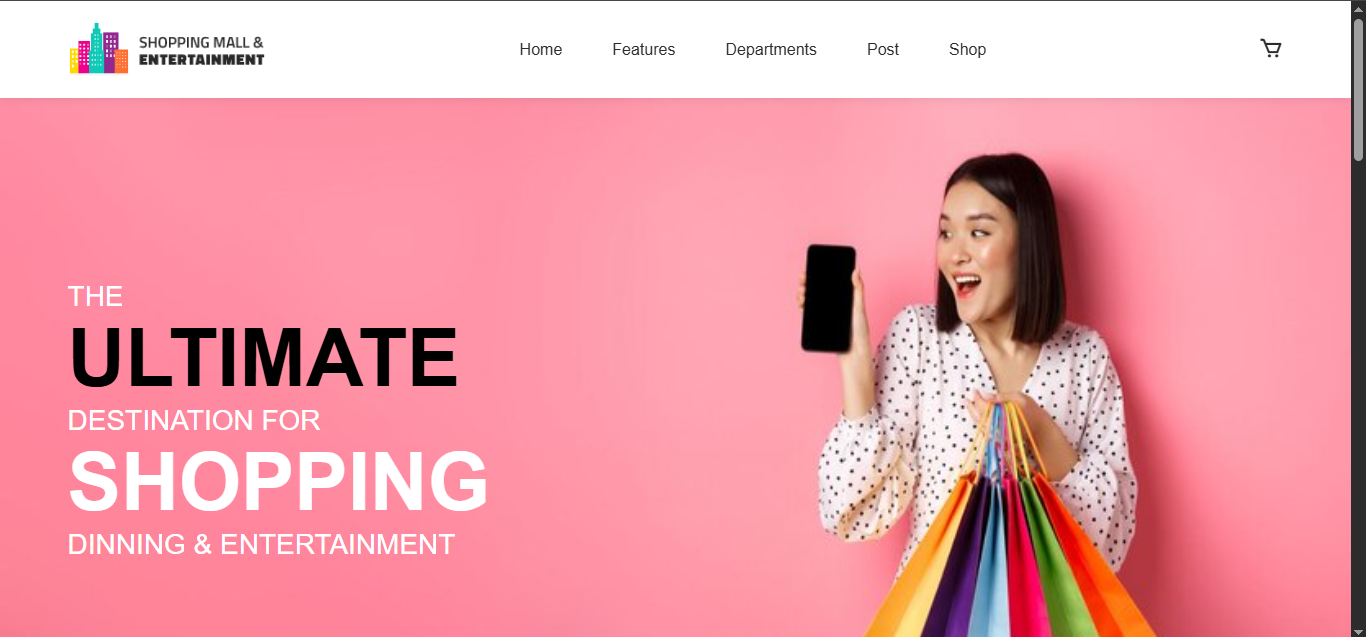 SHOPPING MALL &
ENTERTAINMENT
Home
Features
Departments
Post
Shop
THE
ULTIMATE
DESTINATION FOR
SHOPPING
DINNING & ENTERTAINMENT